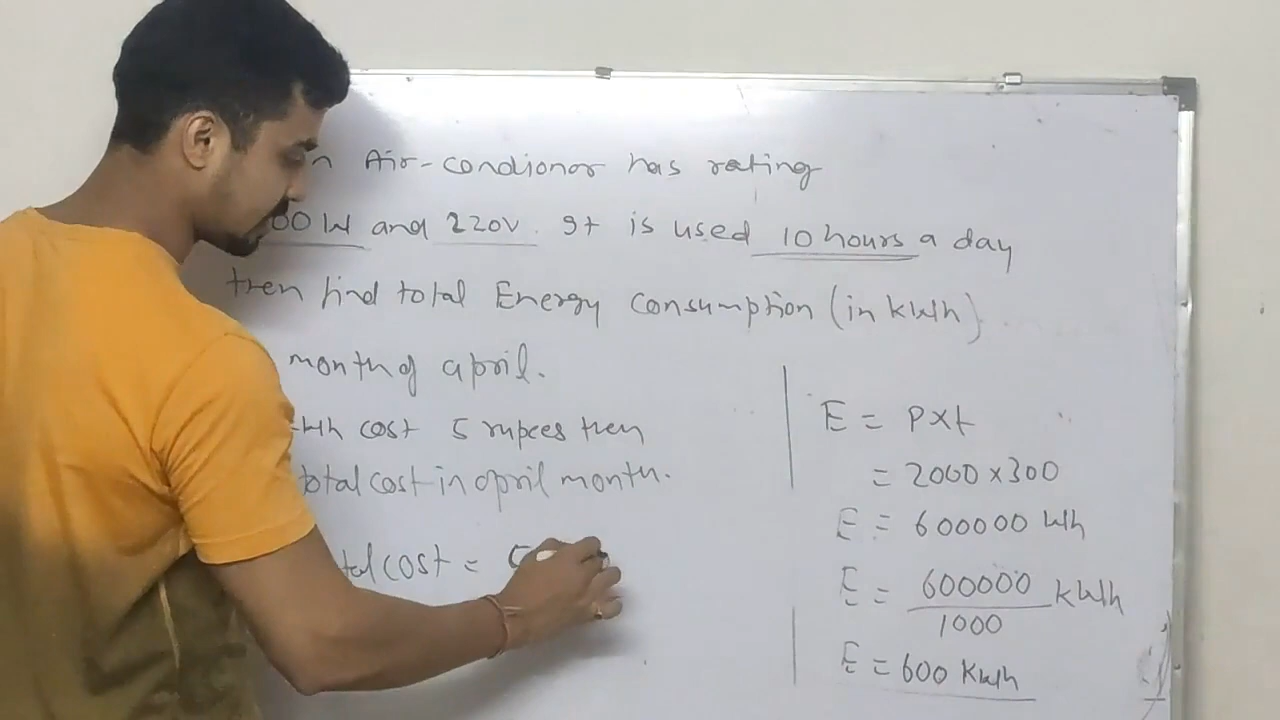 Air-condionor has rating
00 W and 220V. It is used 10 hours a day
then find total Energy Consumption (in kWh)
month of april.
Wh cost 5 rupees then
total cost in april month.
tal cost = 5
E = P x t
= 2000 x 300
E = 600000 Wh
E = 600000 / 1000 kWh
E = 600 kWh